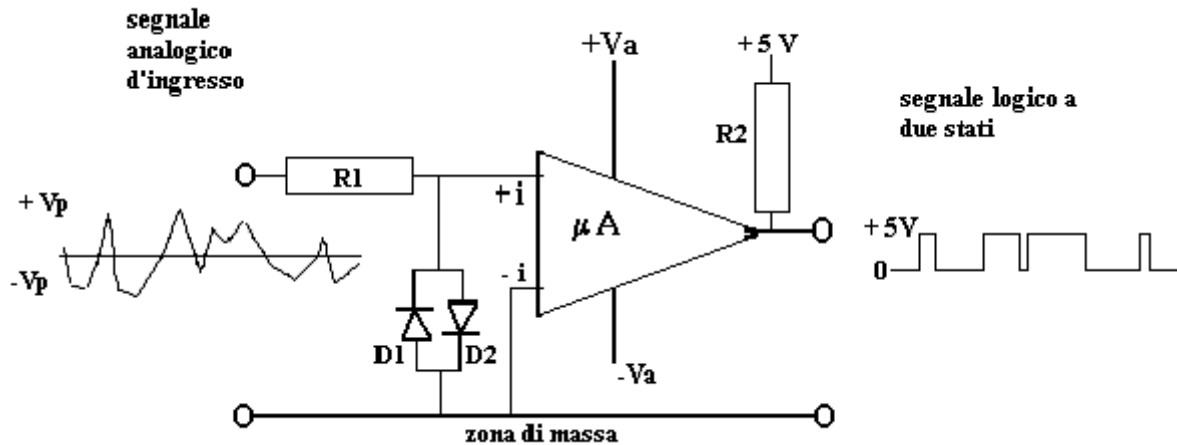 segnale
analogico
d'ingresso
+Va
+5 V
segnale logico a
due stati
R2
R1
+ i
μ A
+ Vp
-Vp
- i
+5V
0
D1
D2
-Va
zona di massa